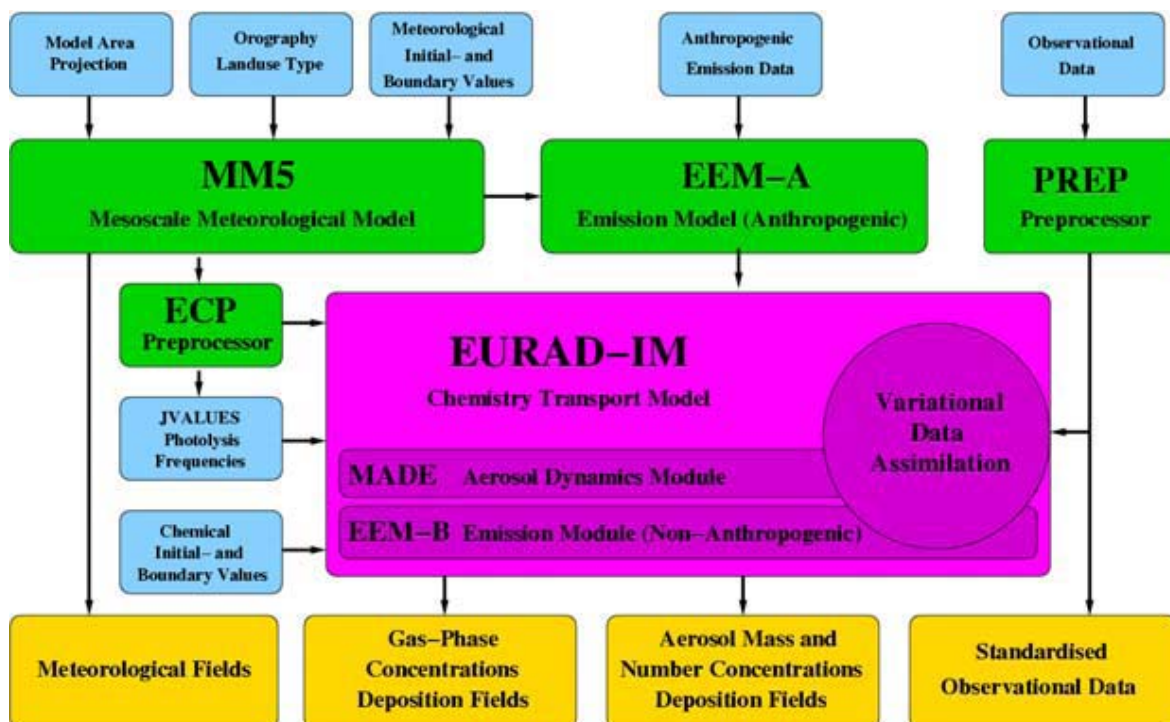 Model Area
Projection
Orography
Landuse Type
Meteorological
Initial– and
Boundary Values
Anthropogenic
Emission Data
Observational
Data
MM5
Mesoscale Meteorological Model
EEM–A
Emission Model (Anthropogenic)
PREP
Preprocessor
ECP
Preprocessor
EURAD–IM
Chemistry Transport Model
Variational
Data
Assimilation
JVALUES
Photolysis
Frequencies
MADE Aerosol Dynamics Module
EEM–B Emission Module (Non–Anthropogenic)
Chemical
Initial– and
Boundary Values
Meteorological Fields
Gas–Phase
Concentrations
Deposition Fields
Aerosol Mass and
Number Concentrations
Deposition Fields
Standardised
Observational Data